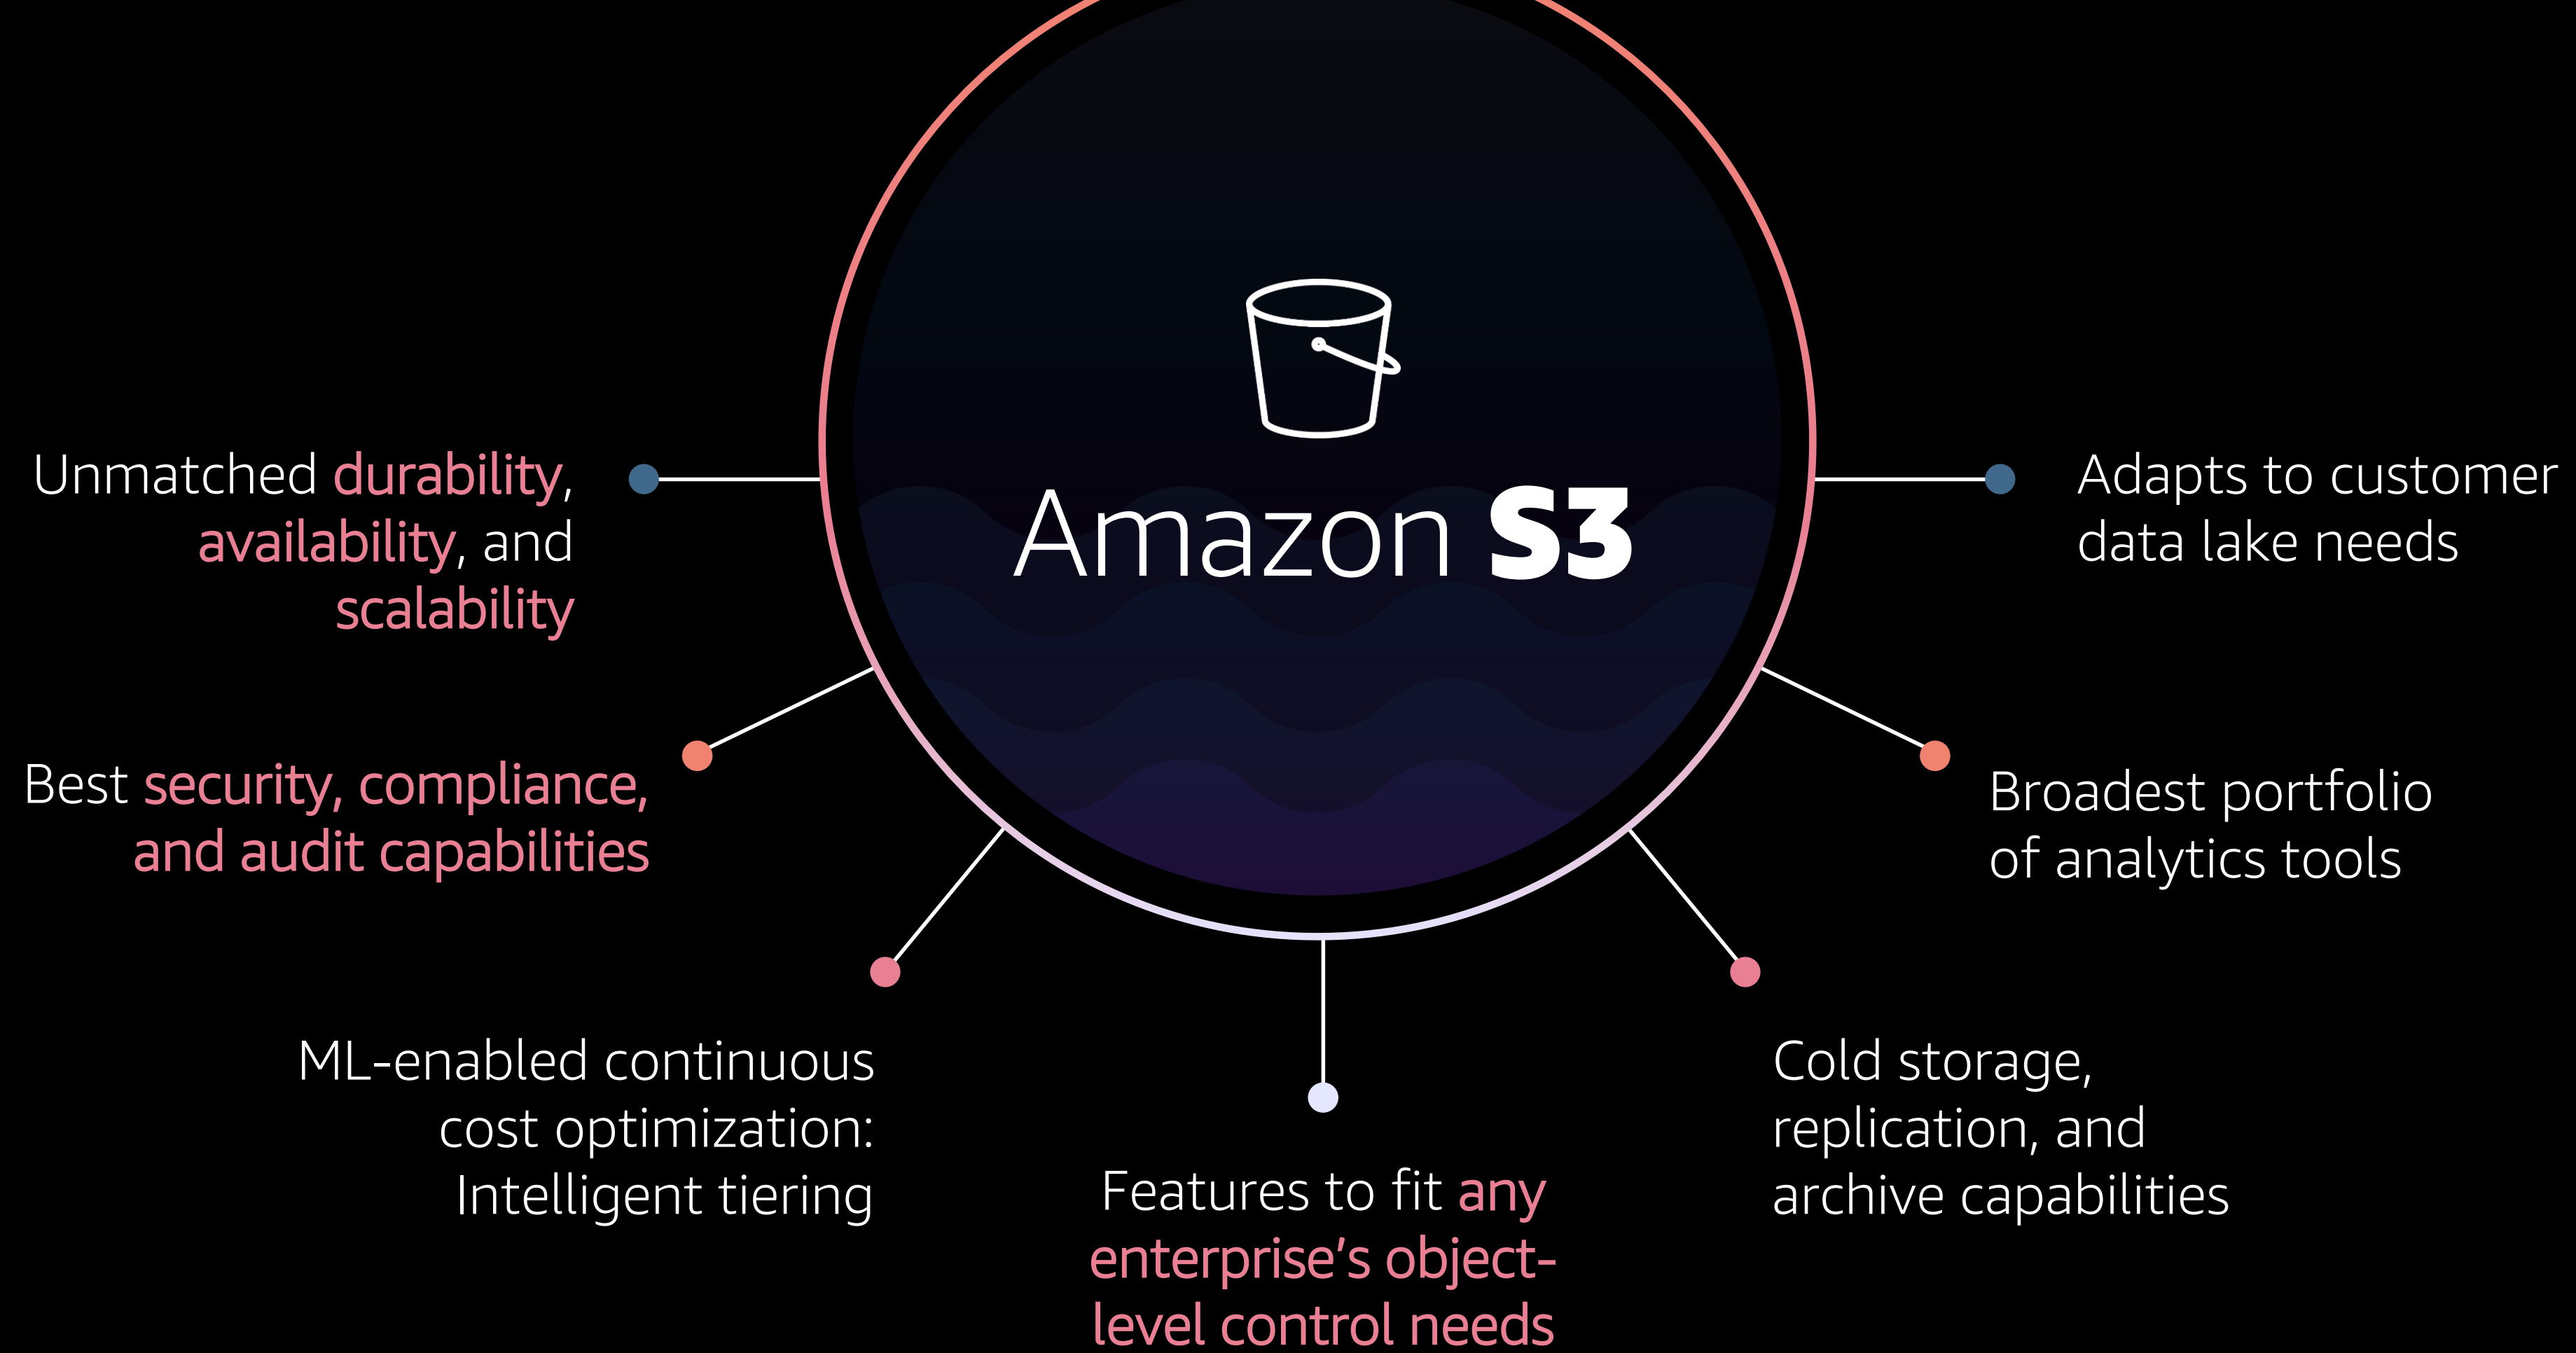 Amazon S3
Unmatched durability,
availability, and
scalability
Best security, compliance,
and audit capabilities
ML-enabled continuous
cost optimization:
Intelligent tiering
Features to fit any
enterprise’s object-
level control needs
Cold storage,
replication, and
archive capabilities
Broadest portfolio
of analytics tools
Adapts to customer
data lake needs